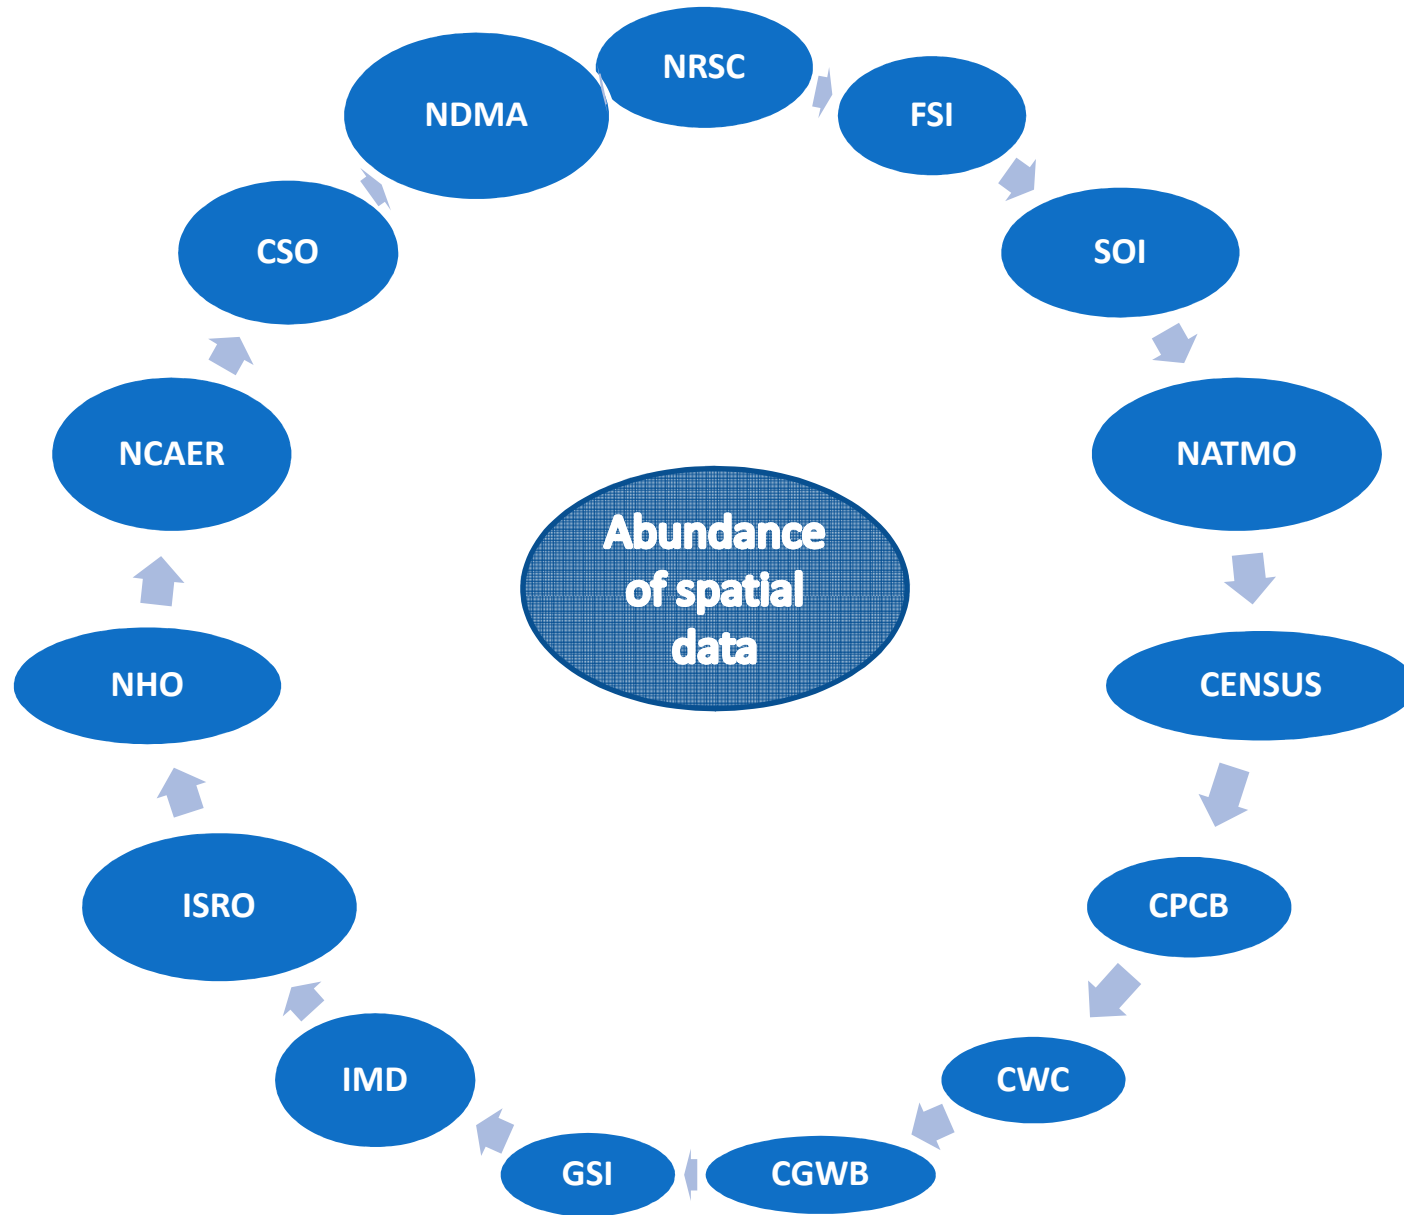 NRSC
FSI
SOI
NATMO
CENSUS
CPCB
CWC
CGWB
GSI
IMD
ISRO
NHO
NCAER
CSO
NDMA
Abundance
of spatial
data